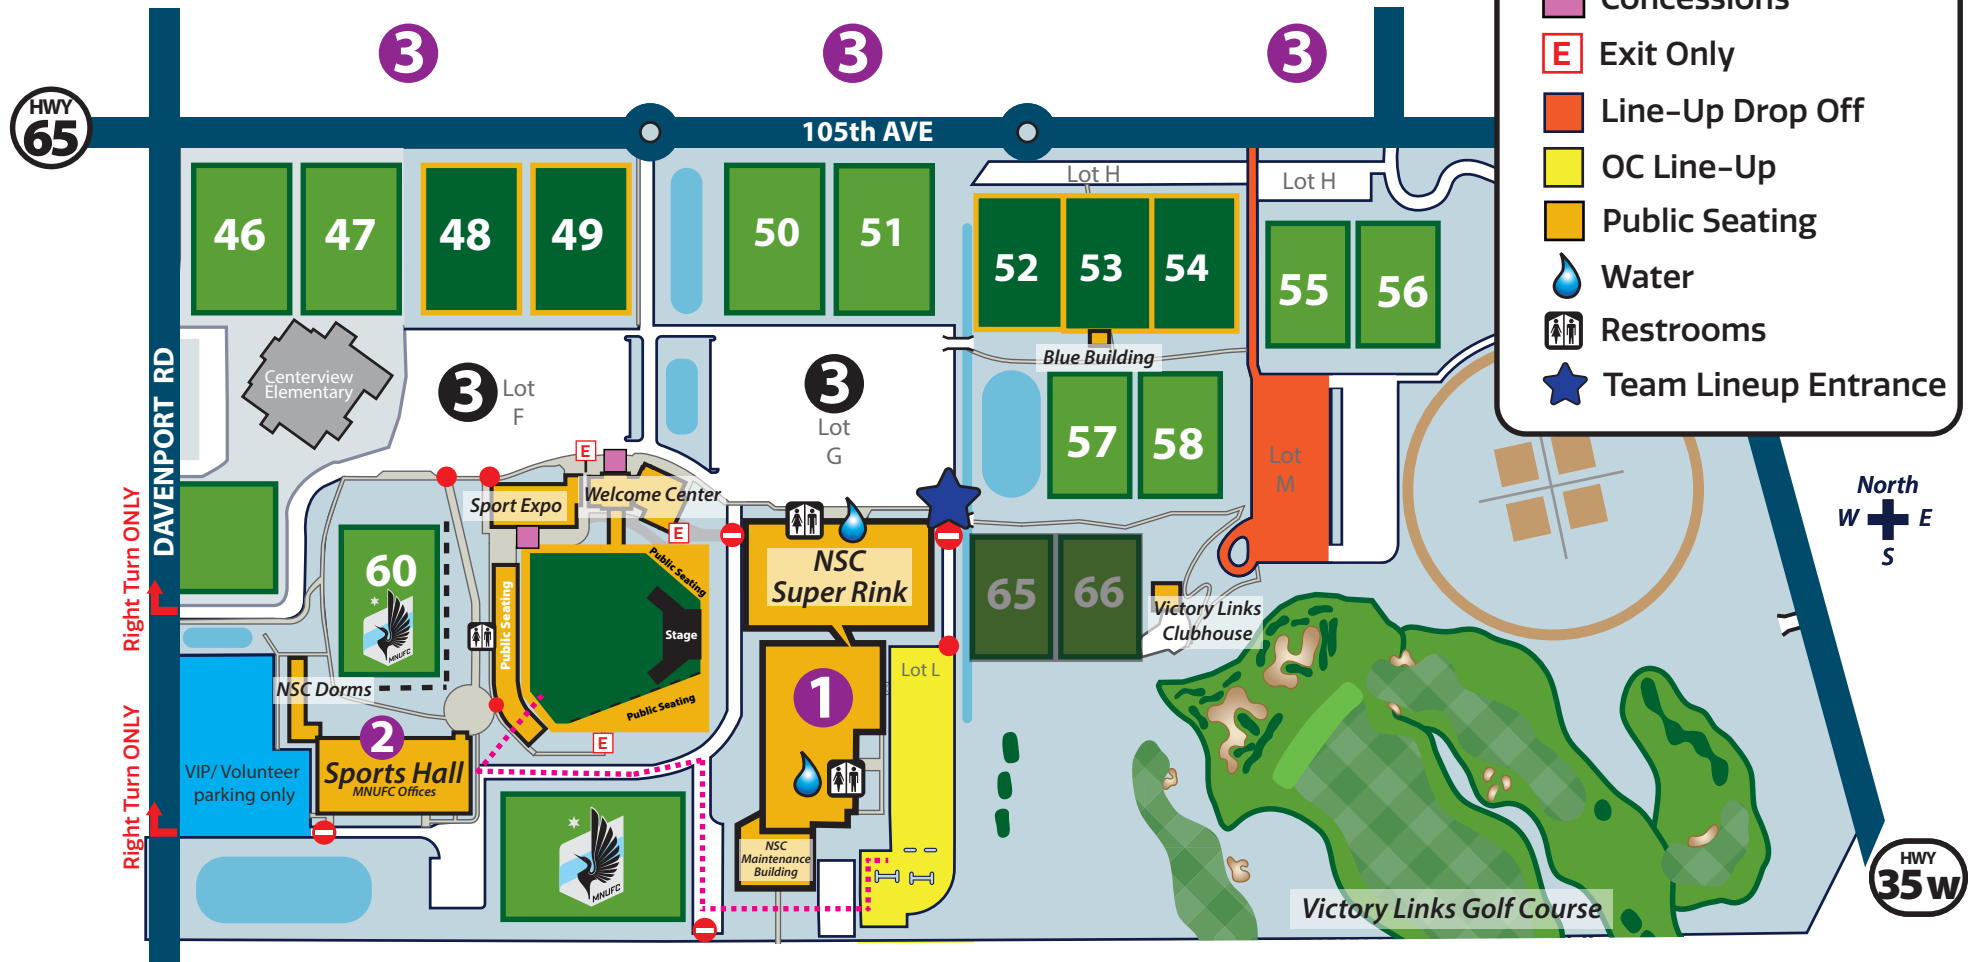 3
3
3
Concessions
E Exit Only
Line-Up Drop Off
OC Line-Up
Public Seating
Water
Restrooms
Team Lineup Entrance
HWY
65
105th AVE
Lot H
Lot H
46
47
48
49
50
51
52
53
54
55
56
Blue Building
DAVENPORT RD
Centerview
Elementary
3
Lot
F
3
Lot
G
57
58
Lot
M
North
W E
S
E
Welcome Center
Sport Expo
E
Right Turn ONLY
60
MNUFC
Public Seating
Public Seating
Stage
Public Seating
NSC
Super Rink
65
66
Victory Links
Clubhouse
NSC Dorms
2
Sports Hall
MNUFC Offices
VIP/ Volunteer
parking only
Right Turn ONLY
E
1
Lot L
MNUFC
NSC
Maintenance
Building
Victory Links Golf Course
HWY
35W